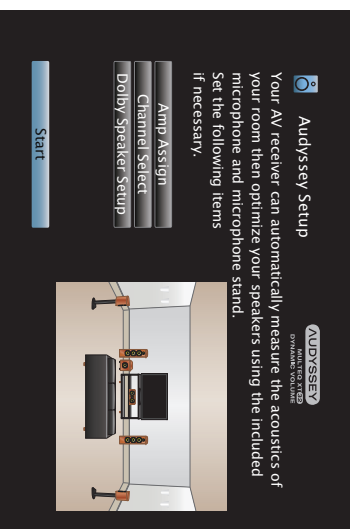 Audyssey Setup
AUDYSSEY
MULTEQ XT32
DYNAMIC VOLUME
Your AV receiver can automatically measure the acoustics of
your room then optimize your speakers using the included
microphone and microphone stand.
Set the following items
if necessary.
Amp Assign
Channel Select
Dolby Speaker Setup
Start